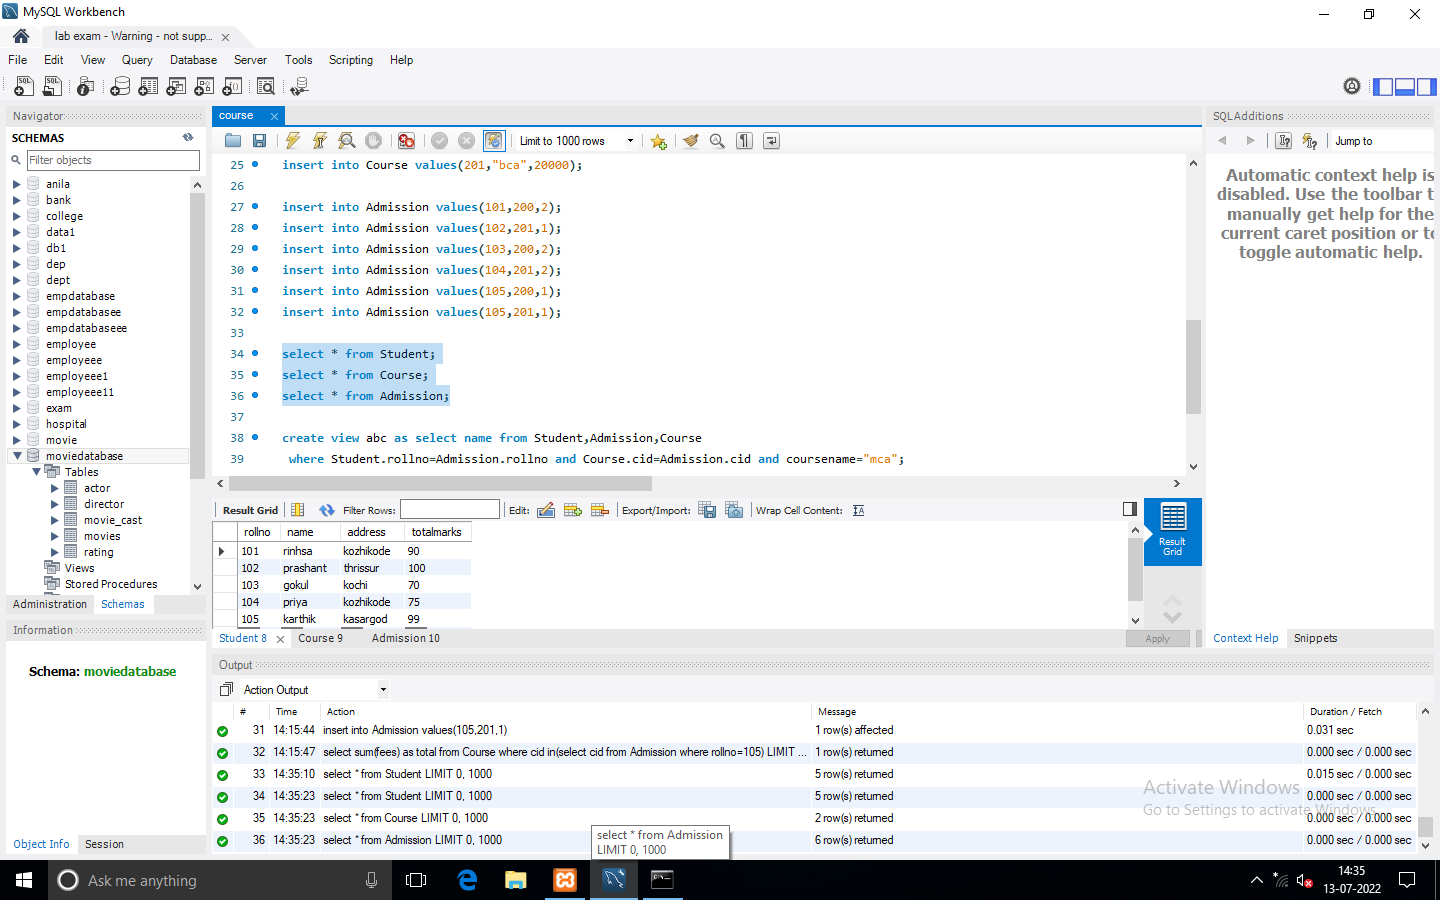 MySQL Workbench
lab exam - Warning - not supp...
File Edit View Query Database Server Tools Scripting Help
Navigator
SCHEMAS
Filter objects
anila
bank
college
data1
db1
dep
dept
empdatabase
empdatabasee
empdatabaseee
employee
employeee
employeee1
employeee11
exam
hospital
movie
moviedatabase
Tables
actor
director
movie_cast
movies
rating
Views
Stored Procedures
Administration Schemas
Information
Schema: moviedatabase
Object Info Session
course
Limit to 1000 rows
25 insert into Course values(201,"bca",20000);
26
27 insert into Admission values(101,200,2);
28 insert into Admission values(102,201,1);
29 insert into Admission values(103,200,2);
30 insert into Admission values(104,201,2);
31 insert into Admission values(105,200,1);
32 insert into Admission values(105,201,1);
33
34 select * from Student;
35 select * from Course;
36 select * from Admission;
37
38 create view abc as select name from Student,Admission,Course
39 where Student.rollno=Admission.rollno and Course.cid=Admission.cid and coursename="mca";
Result Grid Filter Rows: Edit: Export/Import: Wrap Cell Content:
rollno name address totalmarks
101 rinhsa kozhikode 90
102 prashant thrissur 100
103 gokul kochi 70
104 priya kozhikode 75
105 karthik kasargod 99
Result
Grid
Student 8 Course 9 Admission 10
Apply
SQLAdditions
Jump to
Automatic context help is
disabled. Use the toolbar t
manually get help for the
current caret position or to
toggle automatic help.
Context Help Snippets
Output
Action Output
# Time Action Message Duration / Fetch
31 14:15:44 insert into Admission values(105,201,1) 1 row(s) affected 0.031 sec
32 14:15:47 select sum(fees) as total from Course where cid in(select cid from Admission where rollno=105) LIMIT ... 1 row(s) returned 0.000 sec / 0.000 sec
33 14:35:10 select * from Student LIMIT 0, 1000 5 row(s) returned 0.015 sec / 0.000 sec
34 14:35:23 select * from Student LIMIT 0, 1000 5 row(s) returned 0.000 sec / 0.000 sec
35 14:35:23 select * from Course LIMIT 0, 1000 2 row(s) returned 0.000 sec / 0.000 sec
36 14:35:23 select * from Admission LIMIT 0, 1000 6 row(s) returned 0.000 sec / 0.000 sec
select * from Admission
LIMIT 0, 1000
Activate Windows
Go to Settings to activate Windows.
Ask me anything
14:35
13-07-2022